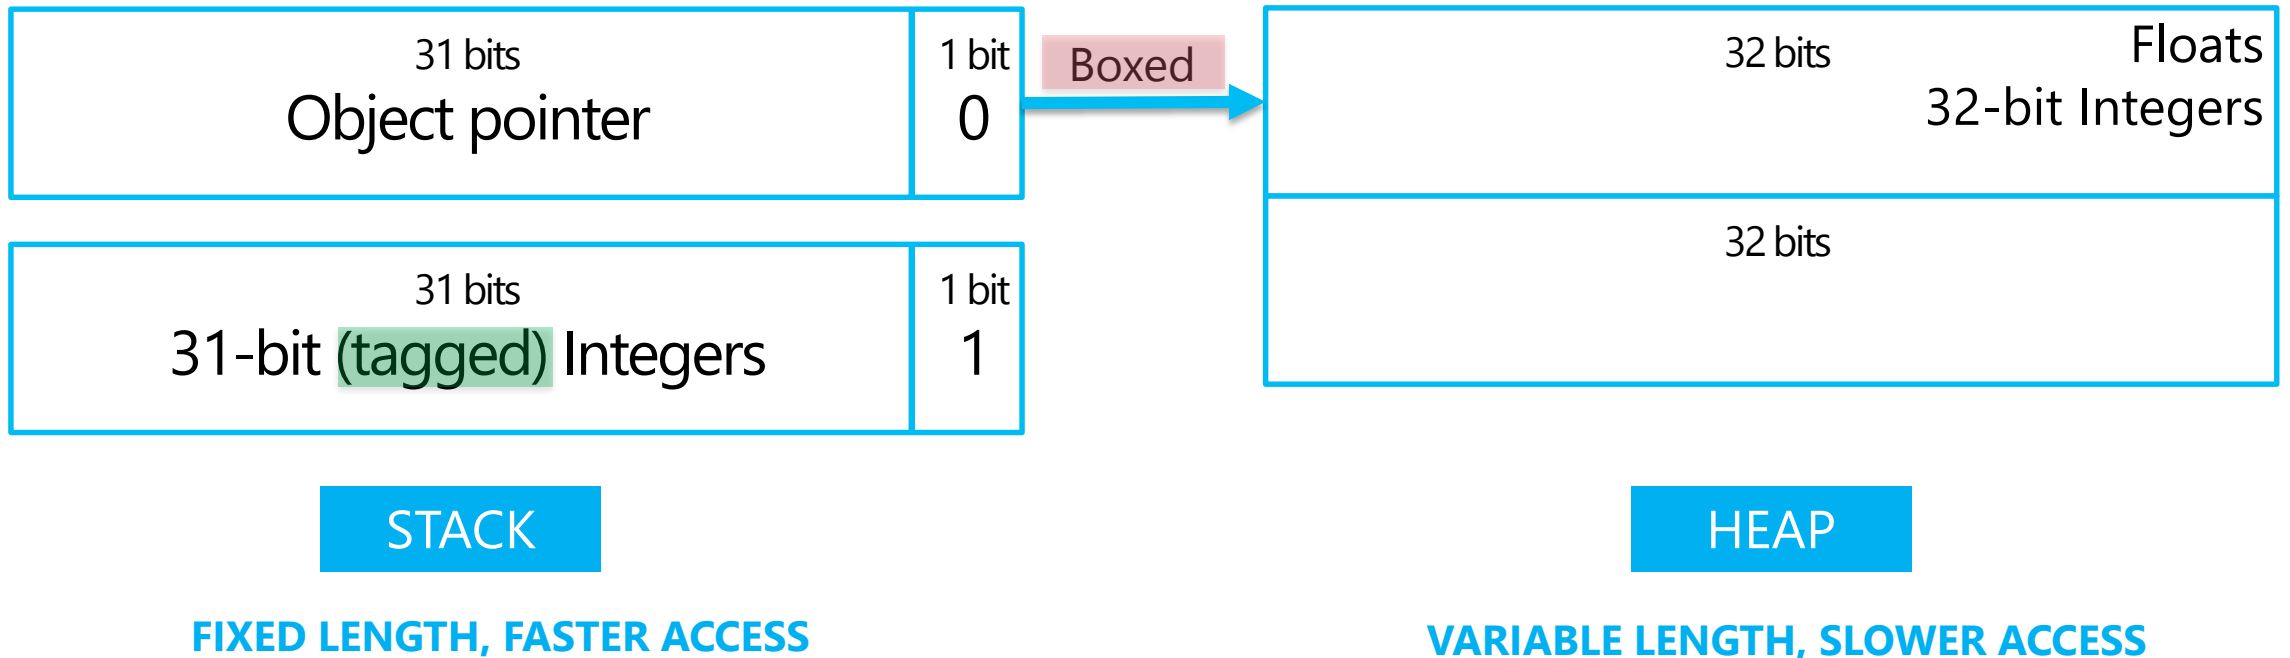 31 bits
Object pointer
1 bit
0
Boxed
32 bits
Floats
32-bit Integers
32 bits
31 bits
31-bit (tagged) Integers
1 bit
1
STACK
HEAP
FIXED LENGTH, FASTER ACCESS
VARIABLE LENGTH, SLOWER ACCESS